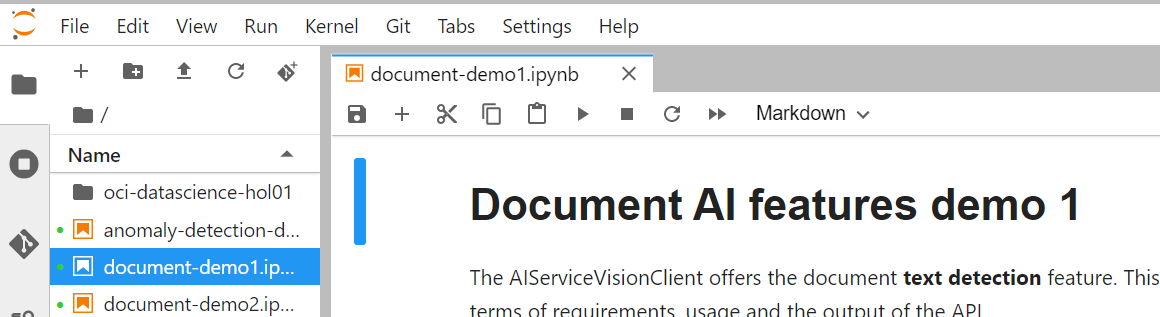 File Edit View Run Kernel Git Tabs Settings Help
document-demo1.ipynb
/
Markdown
Name
oci-datascience-hol01
anomaly-detection-d...
document-demo1.ip...
document-demo2.ip...
Document AI features demo 1
The AIServiceVisionClient offers the document text detection feature. This
terms of requirements, usage and the output of the API.